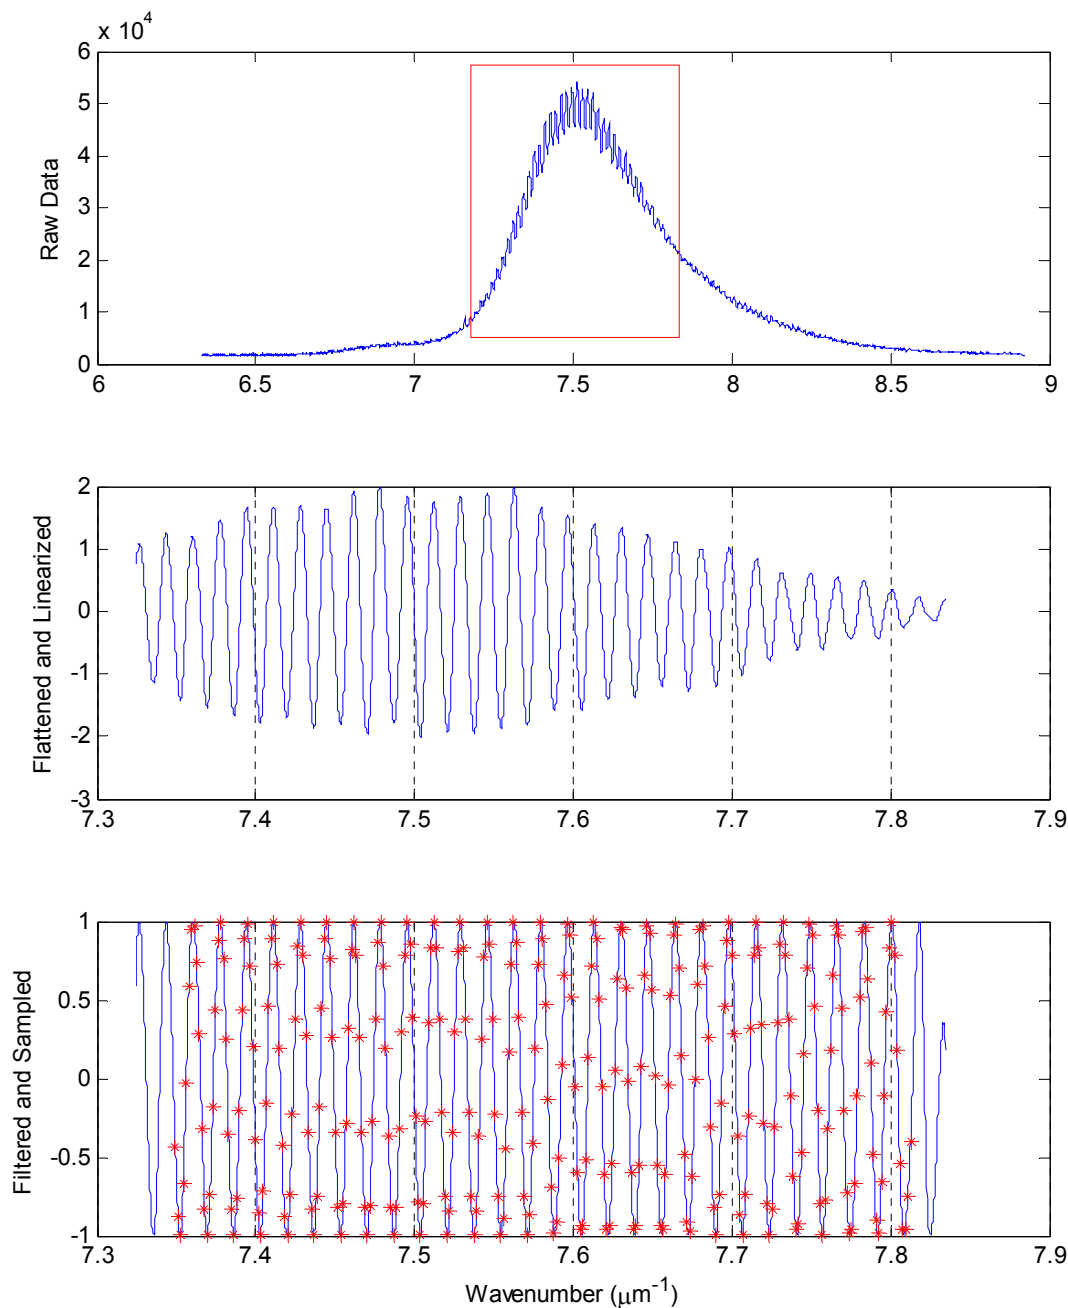 x 10^4
Raw Data
6
5
4
3
2
1
0
6 6.5 7 7.5 8 8.5 9
Flattened and Linearized
2
1
0
-1
-2
-3
7.3 7.4 7.5 7.6 7.7 7.8 7.9
Filtered and Sampled
1
0.5
0
-0.5
-1
7.3 7.4 7.5 7.6 7.7 7.8 7.9
Wavenumber (μm^-1)